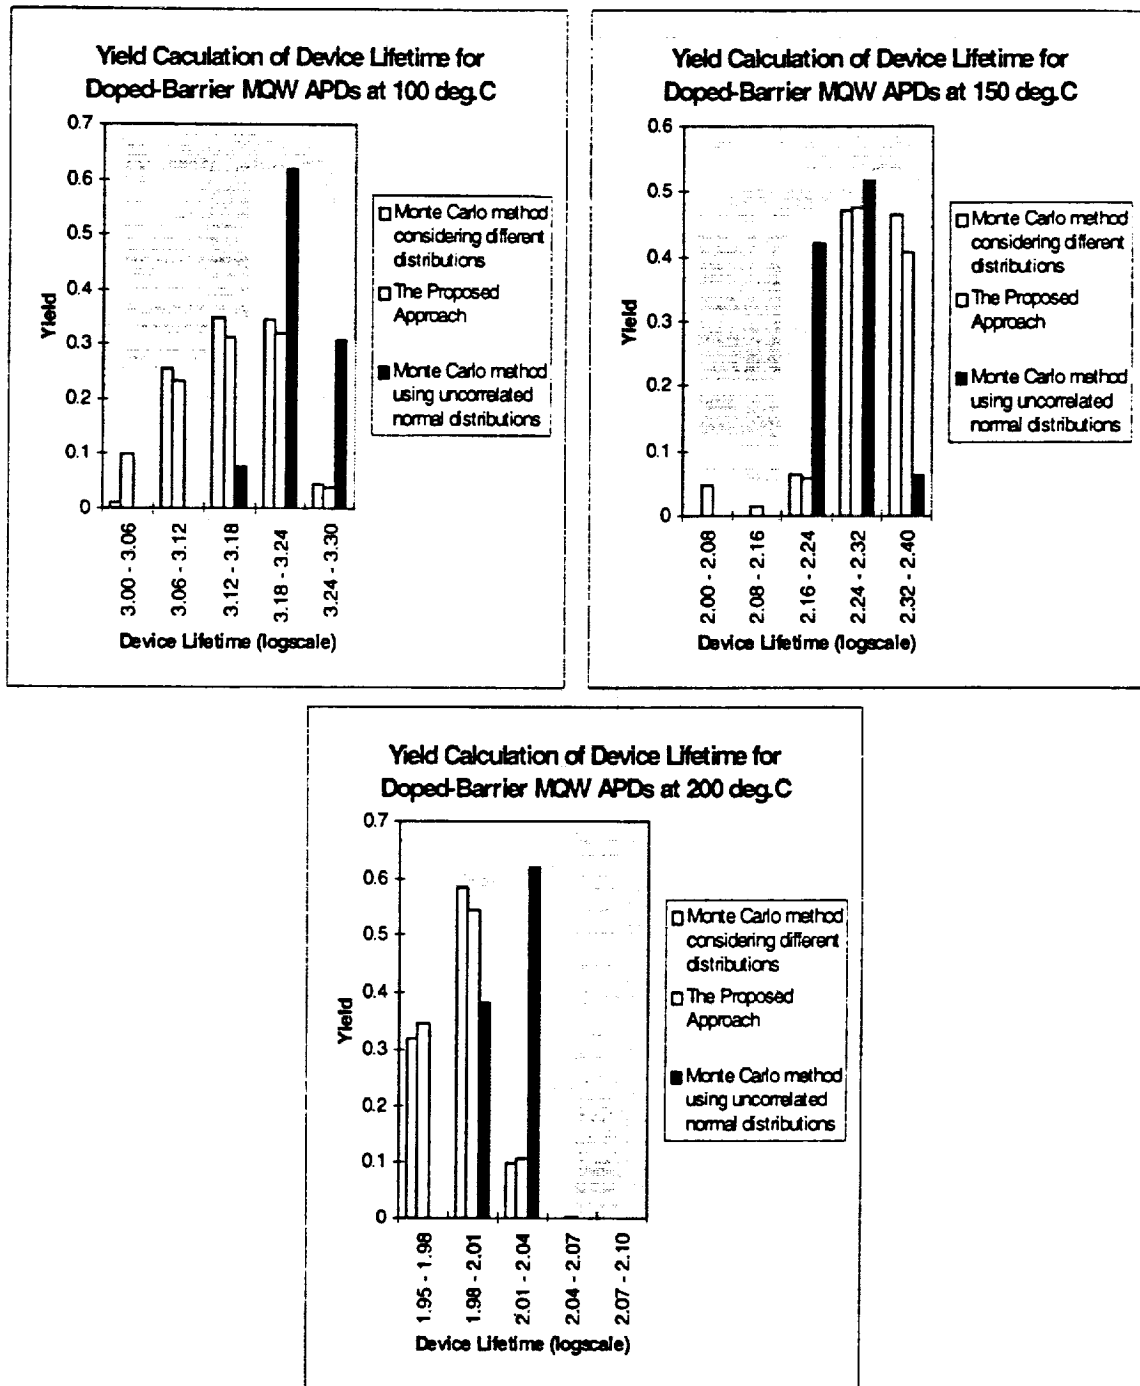 Yield Caculation of Device Lifetime for
Doped-Barrier MQW APDs at 100 deg.C
0.7
0.6
0.5
0.4
0.3
0.2
0.1
0
Yield
3.00 - 3.06
3.06 - 3.12
3.12 - 3.18
3.18 - 3.24
3.24 - 3.30
Device Lifetime (logscale)
Monte Carlo method
considering different
distributions
The Proposed
Approach
Monte Carlo method
using uncorrelated
normal distributions
Yield Calculation of Device Lifetime for
Doped-Barrier MQW APDs at 150 deg.C
0.6
0.5
0.4
0.3
0.2
0.1
0
Yield
2.00 - 2.08
2.08 - 2.16
2.16 - 2.24
2.24 - 2.32
2.32 - 2.40
Device Lifetime (logscale)
Monte Carlo method
considering different
distributions
The Proposed
Approach
Monte Carlo method
using uncorrelated
normal distributions
Yield Calculation of Device Lifetime for
Doped-Barrier MQW APDs at 200 deg.C
0.7
0.6
0.5
0.4
0.3
0.2
0.1
0
Yield
1.95 - 1.98
1.98 - 2.01
2.01 - 2.04
2.04 - 2.07
2.07 - 2.10
Device Lifetime (logscale)
Monte Carlo method
considering different
distributions
The Proposed
Approach
Monte Carlo method
using uncorrelated
normal distributions